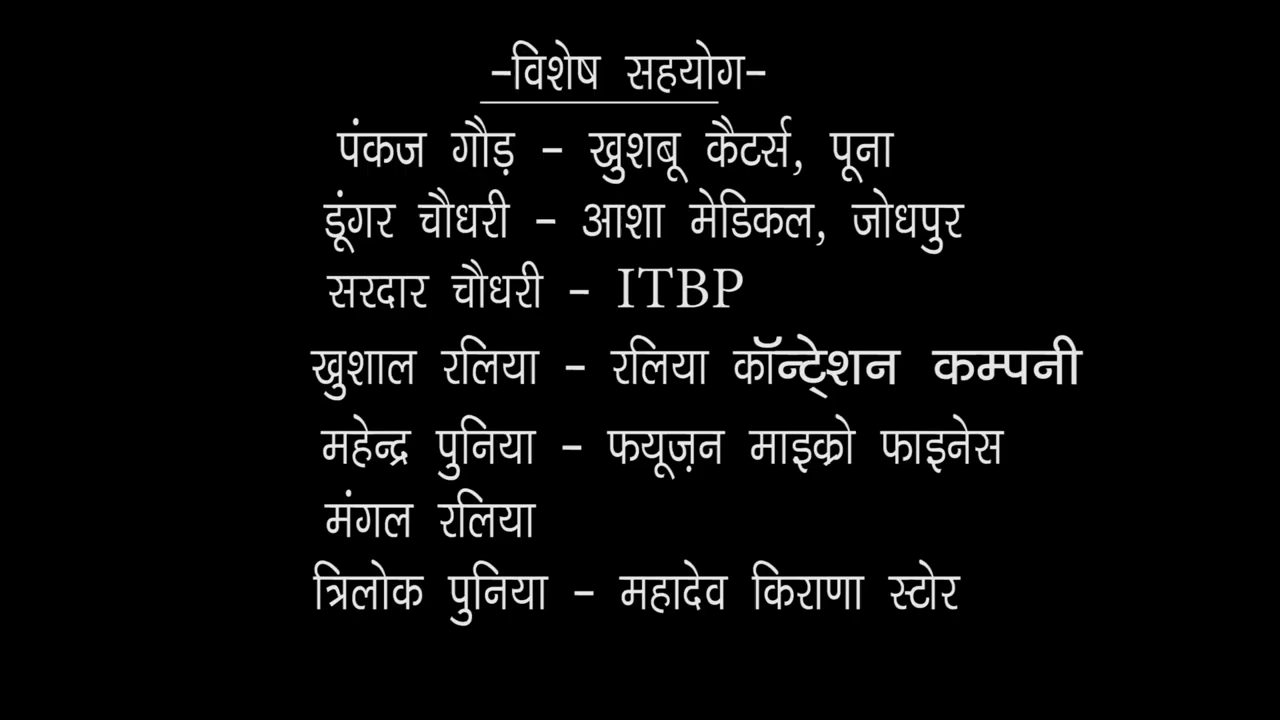 -विशेष सहयोग-
पंकज गौड़ - खुशबू कैटर्स, पूना
डूंगर चौधरी - आशा मेडिकल, जोधपुर
सरदार चौधरी - ITBP
खुशाल रलिया - रलिया कॉन्ट्रेशन कम्पनी
महेन्द्र पुनिया - फयूज़न माइक्रो फाइनेस
मंगल रलिया
त्रिलोक पुनिया - महादेव किराणा स्टोर